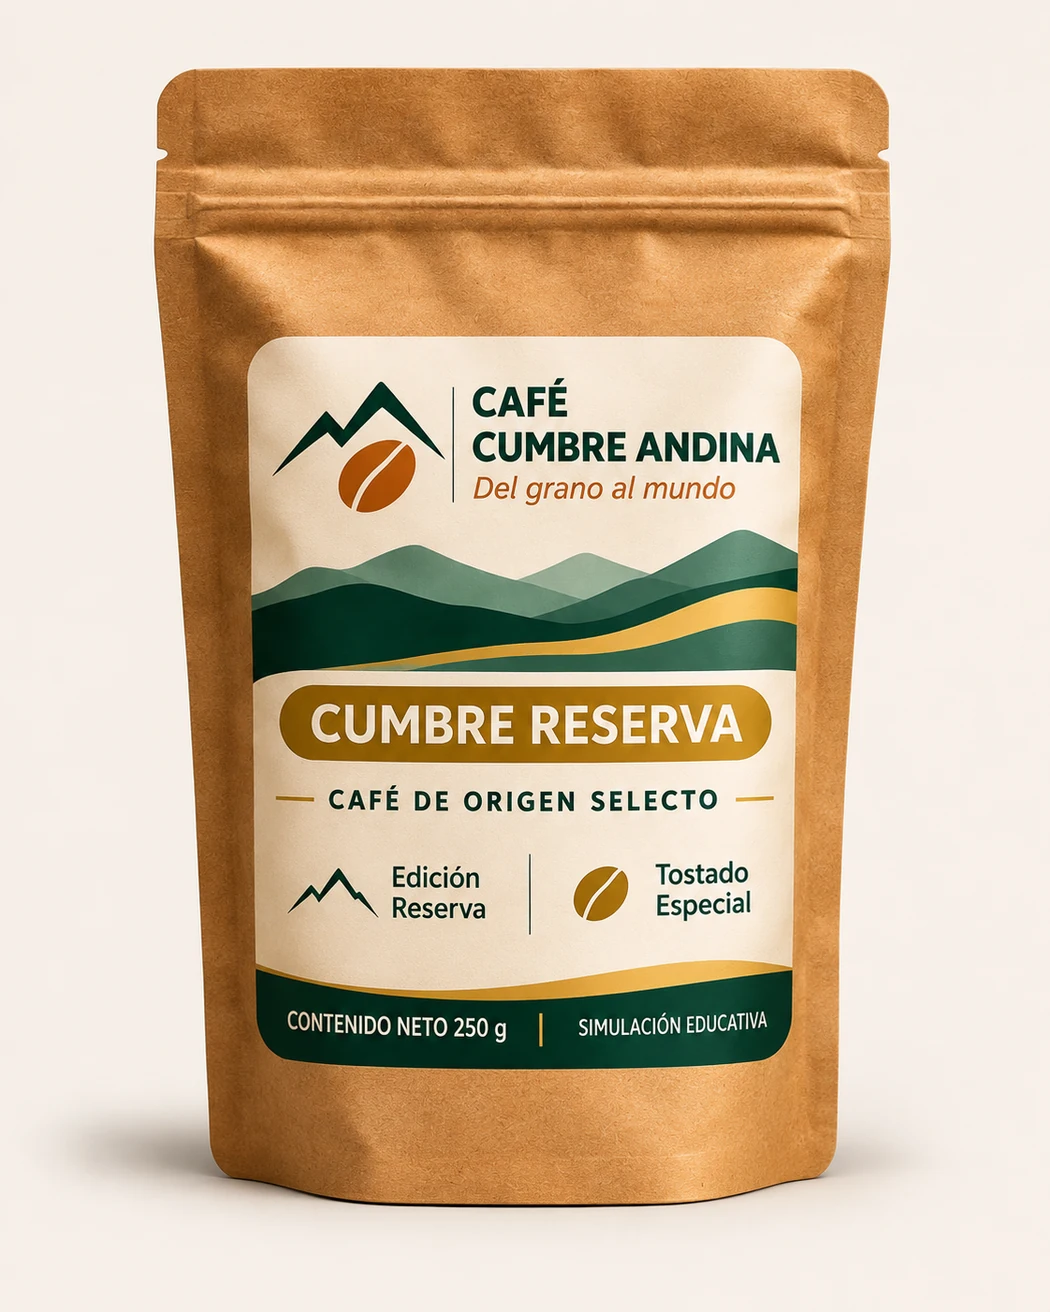 CAFÉ
CUMBRE ANDINA
Del grano al mundo
CUMBRE RESERVA
CAFÉ DE ORIGEN SELECTO
Edición
Reserva
Tostado
Especial
CONTENIDO NETO 250 g
SIMULACIÓN EDUCATIVA